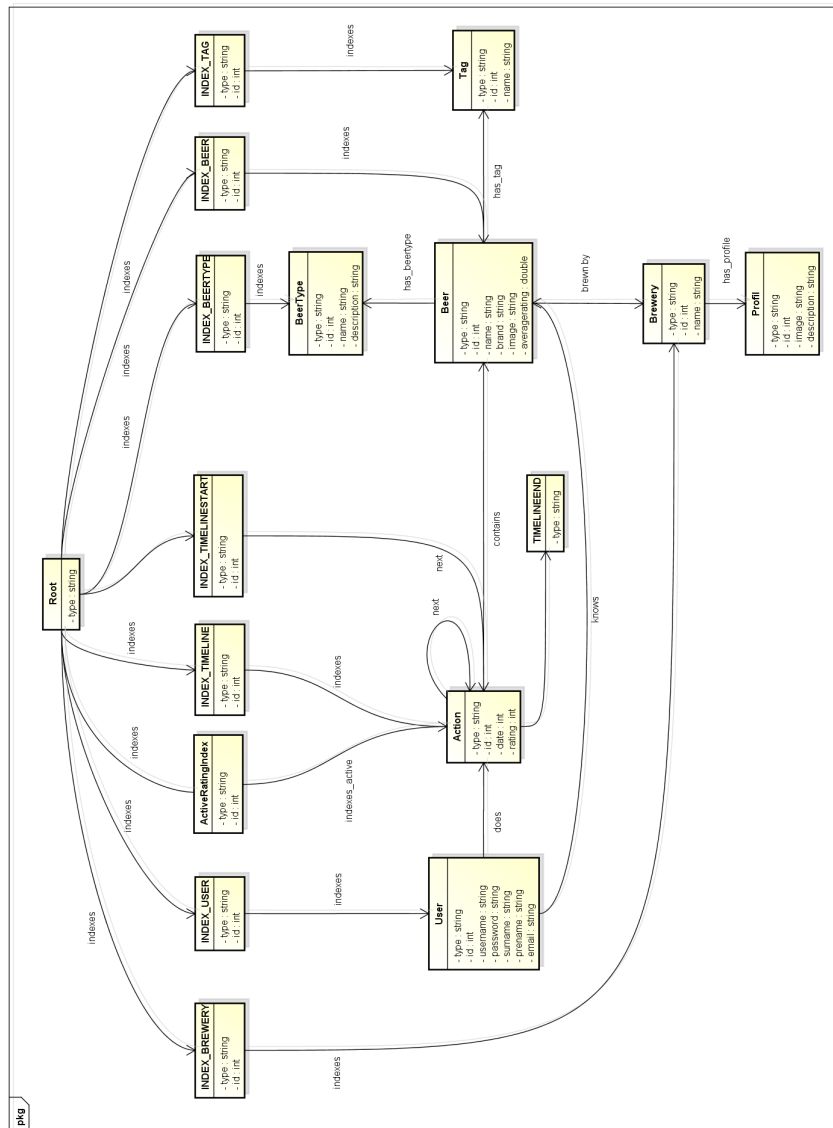 pkg
Root
- type : string
indexes
indexes
indexes
indexes
indexes
indexes
indexes
INDEX_BREWERY
- type : string
- id : int
INDEX_USER
- type : string
- id : int
ActiveRatingIndex
- type : string
- id : int
INDEX_TIMELINE
- type : string
- id : int
INDEX_TIMELINESTART
- type : string
- id : int
INDEX_BEERTYPE
- type : string
- id : int
INDEX_BEER
- type : string
- id : int
INDEX_TAG
- type : string
- id : int
indexes
indexes
indexes_active
indexes
next
indexes
indexes
indexes
BeerType
- type : string
- id : int
- name : string
- description : string
has_beertype
User
- type : string
- id : int
- username : string
- password : string
- surname : string
- prename : string
- email : string
does
Action
- type : string
- id : int
- date : int
- rating : int
next
contains
Beer
- type : string
- id : int
- name : string
- brand : string
- image : string
- averagerating : double
has_tag
Tag
- type : string
- id : int
- name : string
TIMELINEEND
- type : string
knows
brewn by
Brewery
- type : string
- id : int
- name : string
has_profile
Profil
- type : string
- id : int
- image : string
- description : string